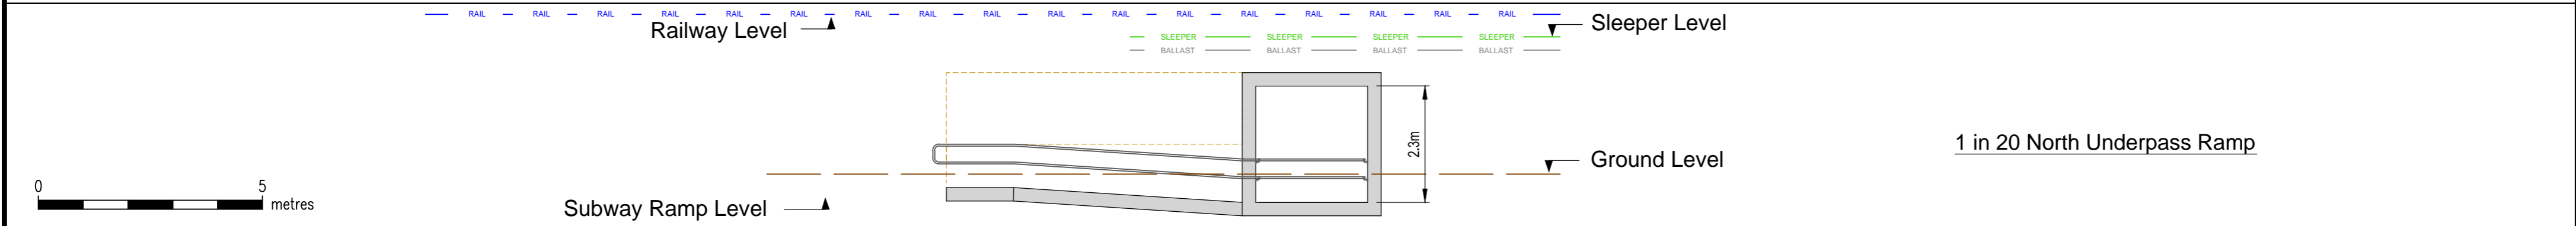 RAIL RAIL RAIL RAIL RAIL RAIL RAIL RAIL RAIL RAIL RAIL RAIL RAIL RAIL RAIL RAIL RAIL
Railway Level
Sleeper Level
SLEEPER SLEEPER SLEEPER SLEEPER
BALLAST BALLAST BALLAST BALLAST
2.3m
1 in 20 North Underpass Ramp
Ground Level
0 5
metres
Subway Ramp Level